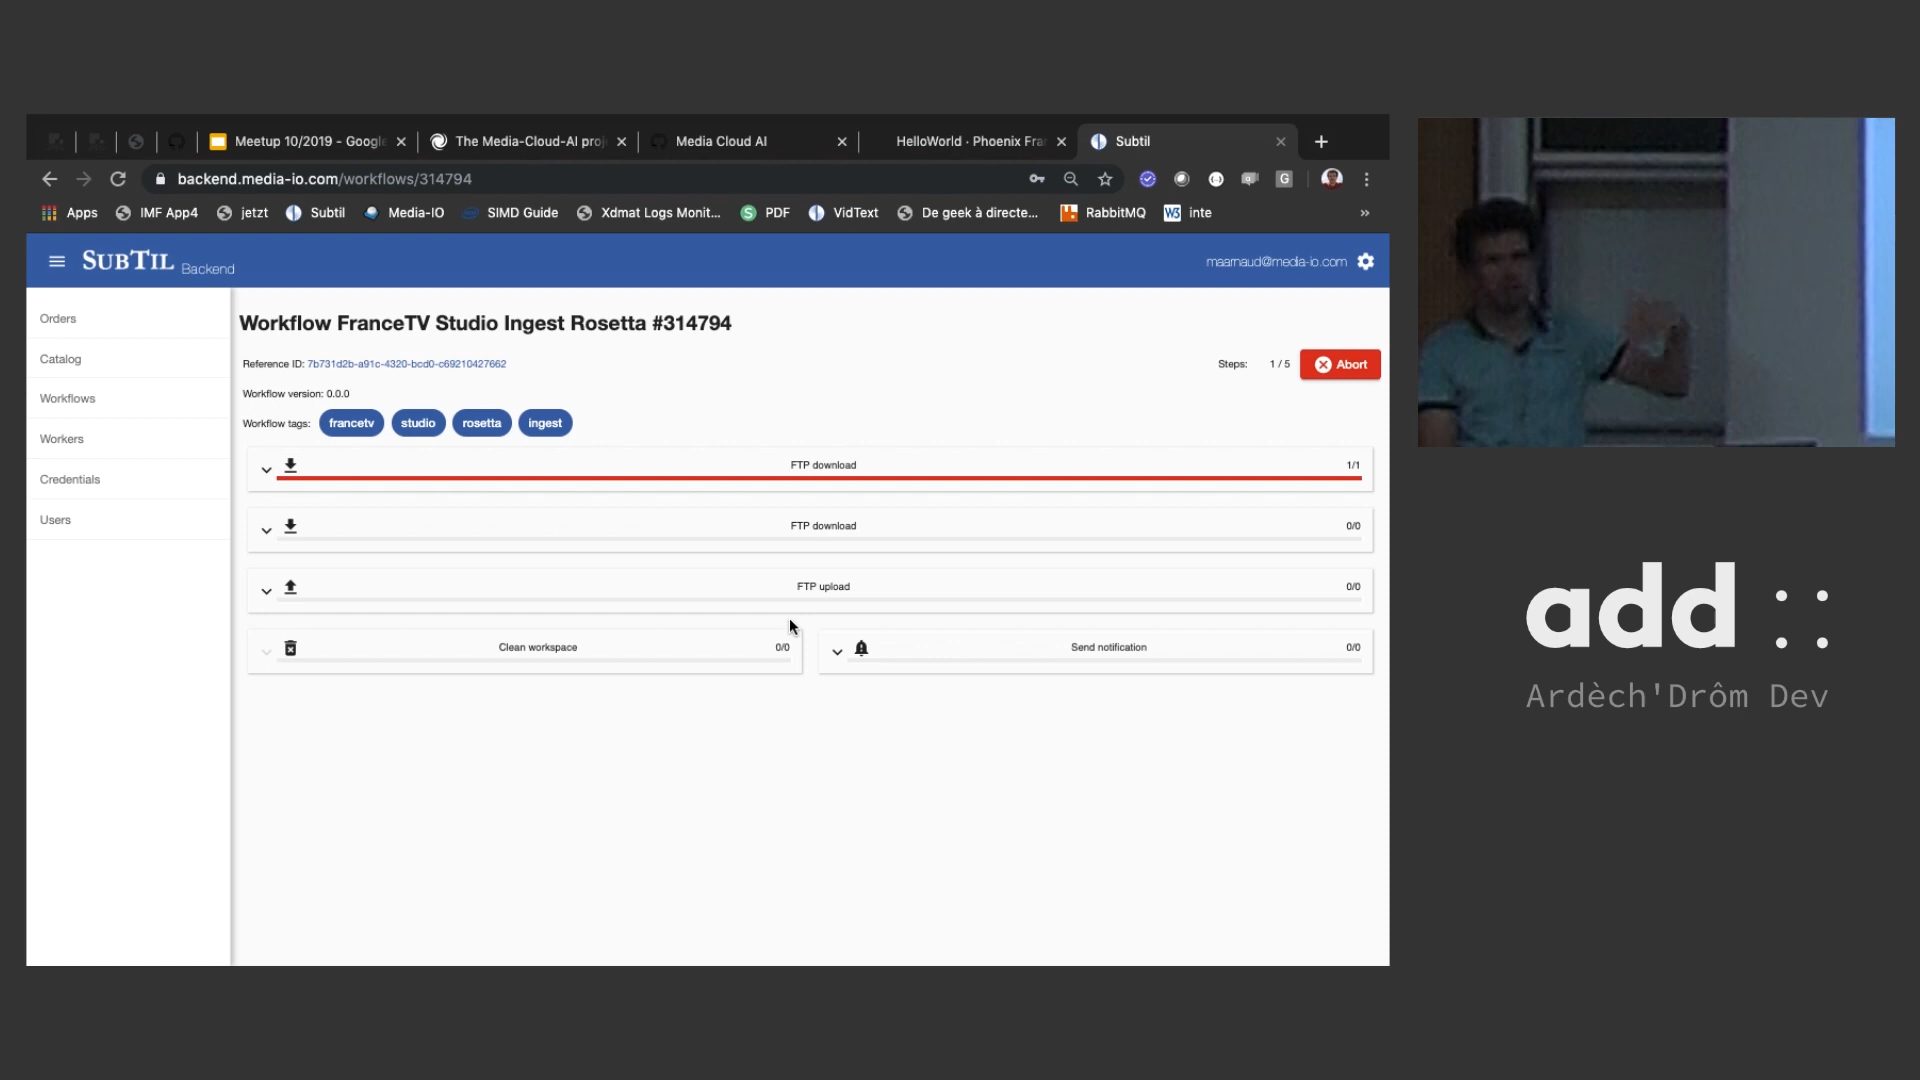 Meetup 10/2019 - Google
The Media-Cloud-AI proj
Media Cloud AI
HelloWorld · Phoenix Fra
Subtil
backend.media-io.com/workflows/314794
Apps
IMF App4
jetzt
Subtil
Media-IO
SIMD Guide
Xdmat Logs Monit...
PDF
VidText
De geek à directe...
RabbitMQ
inte
SUBTIL Backend
maarnaud@media-io.com
Orders
Catalog
Workflows
Workers
Credentials
Users
Workflow FranceTV Studio Ingest Rosetta #314794
Reference ID: 7b731d2b-a91c-4320-bcd0-c69210427662
Steps: 1 / 5
Abort
Workflow version: 0.0.0
Workflow tags: francetv studio rosetta ingest
FTP download 1/1
FTP download 0/0
FTP upload 0/0
Clean workspace 0/0
Send notification 0/0
add ::
Ardèch'Drôm Dev